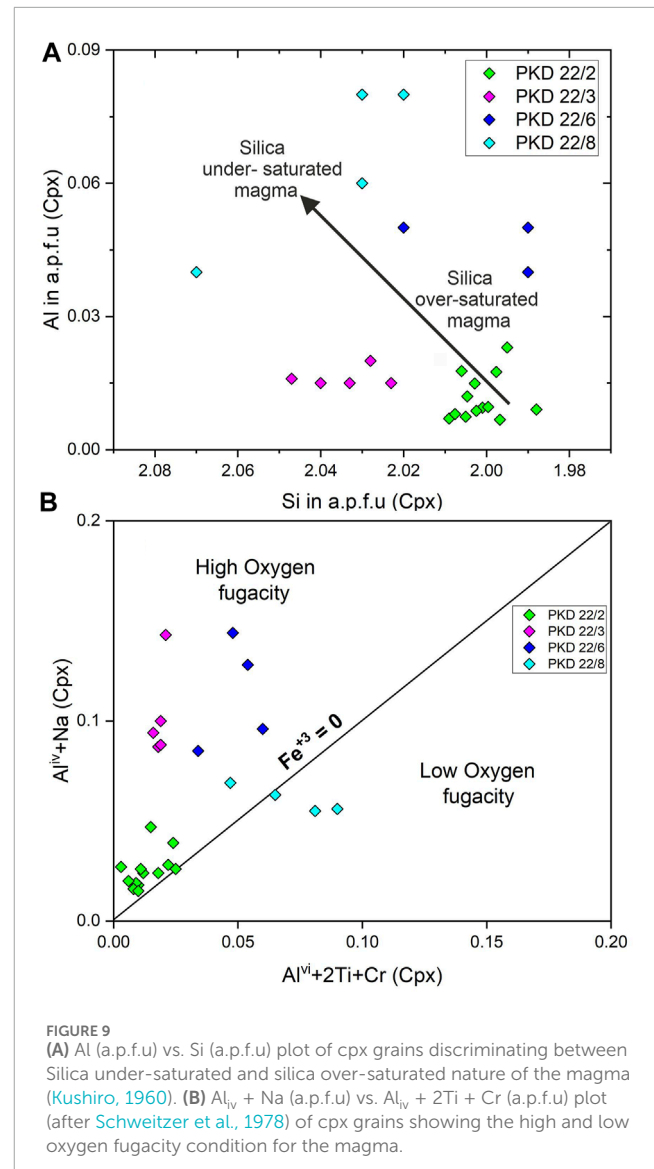 A
0.09
0.06
0.03
0.00
Al in a.p.f.u (Cpx)
PKD 22/2
PKD 22/3
PKD 22/6
PKD 22/8
Silica
under- saturated
magma
Silica
over-saturated
magma
2.08 2.06 2.04 2.02 2.00 1.98
Si in a.p.f.u (Cpx)
B
0.2
0.1
0.0
Al^iv+Na (Cpx)
High Oxygen
fugacity
PKD 22/2
PKD 22/3
PKD 22/6
PKD 22/8
Fe^+3 = 0
Low Oxygen
fugacity
0.00 0.05 0.10 0.15 0.20
Al^vi+2Ti+Cr (Cpx)
FIGURE 9
(A) Al (a.p.f.u) vs. Si (a.p.f.u) plot of cpx grains discriminating between
Silica under-saturated and silica over-saturated nature of the magma
(Kushiro, 1960). (B) Al_iv + Na (a.p.f.u) vs. Al_iv + 2Ti + Cr (a.p.f.u) plot
(after Schweitzer et al., 1978) of cpx grains showing the high and low
oxygen fugacity condition for the magma.